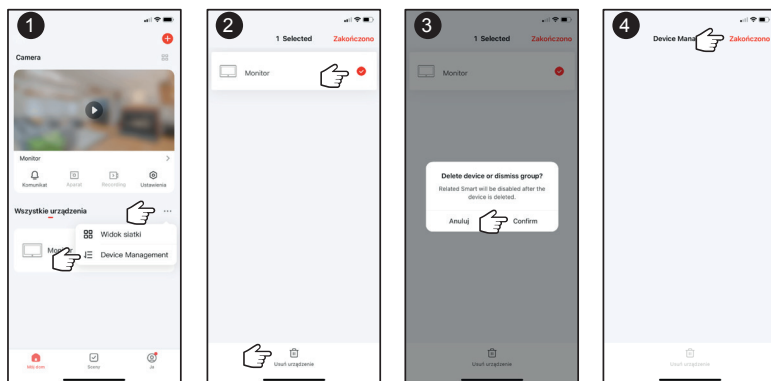 1
Camera
Monitor
Komunikat
Aparat
Recording
Ustawienia
Wszystkie urządzenia
Widok siatki
Monitor
Device Management
Mój dom
Sceny
Ja
2
1 Selected
Zakończono
Monitor
Usuń urządzenie
3
1 Selected
Zakończono
Monitor
Delete device or dismiss group?
Related Smart will be disabled after the
device is deleted.
Anuluj
Confirm
Usuń urządzenie
4
Device Mana
Zakończono
Usuń urządzenie